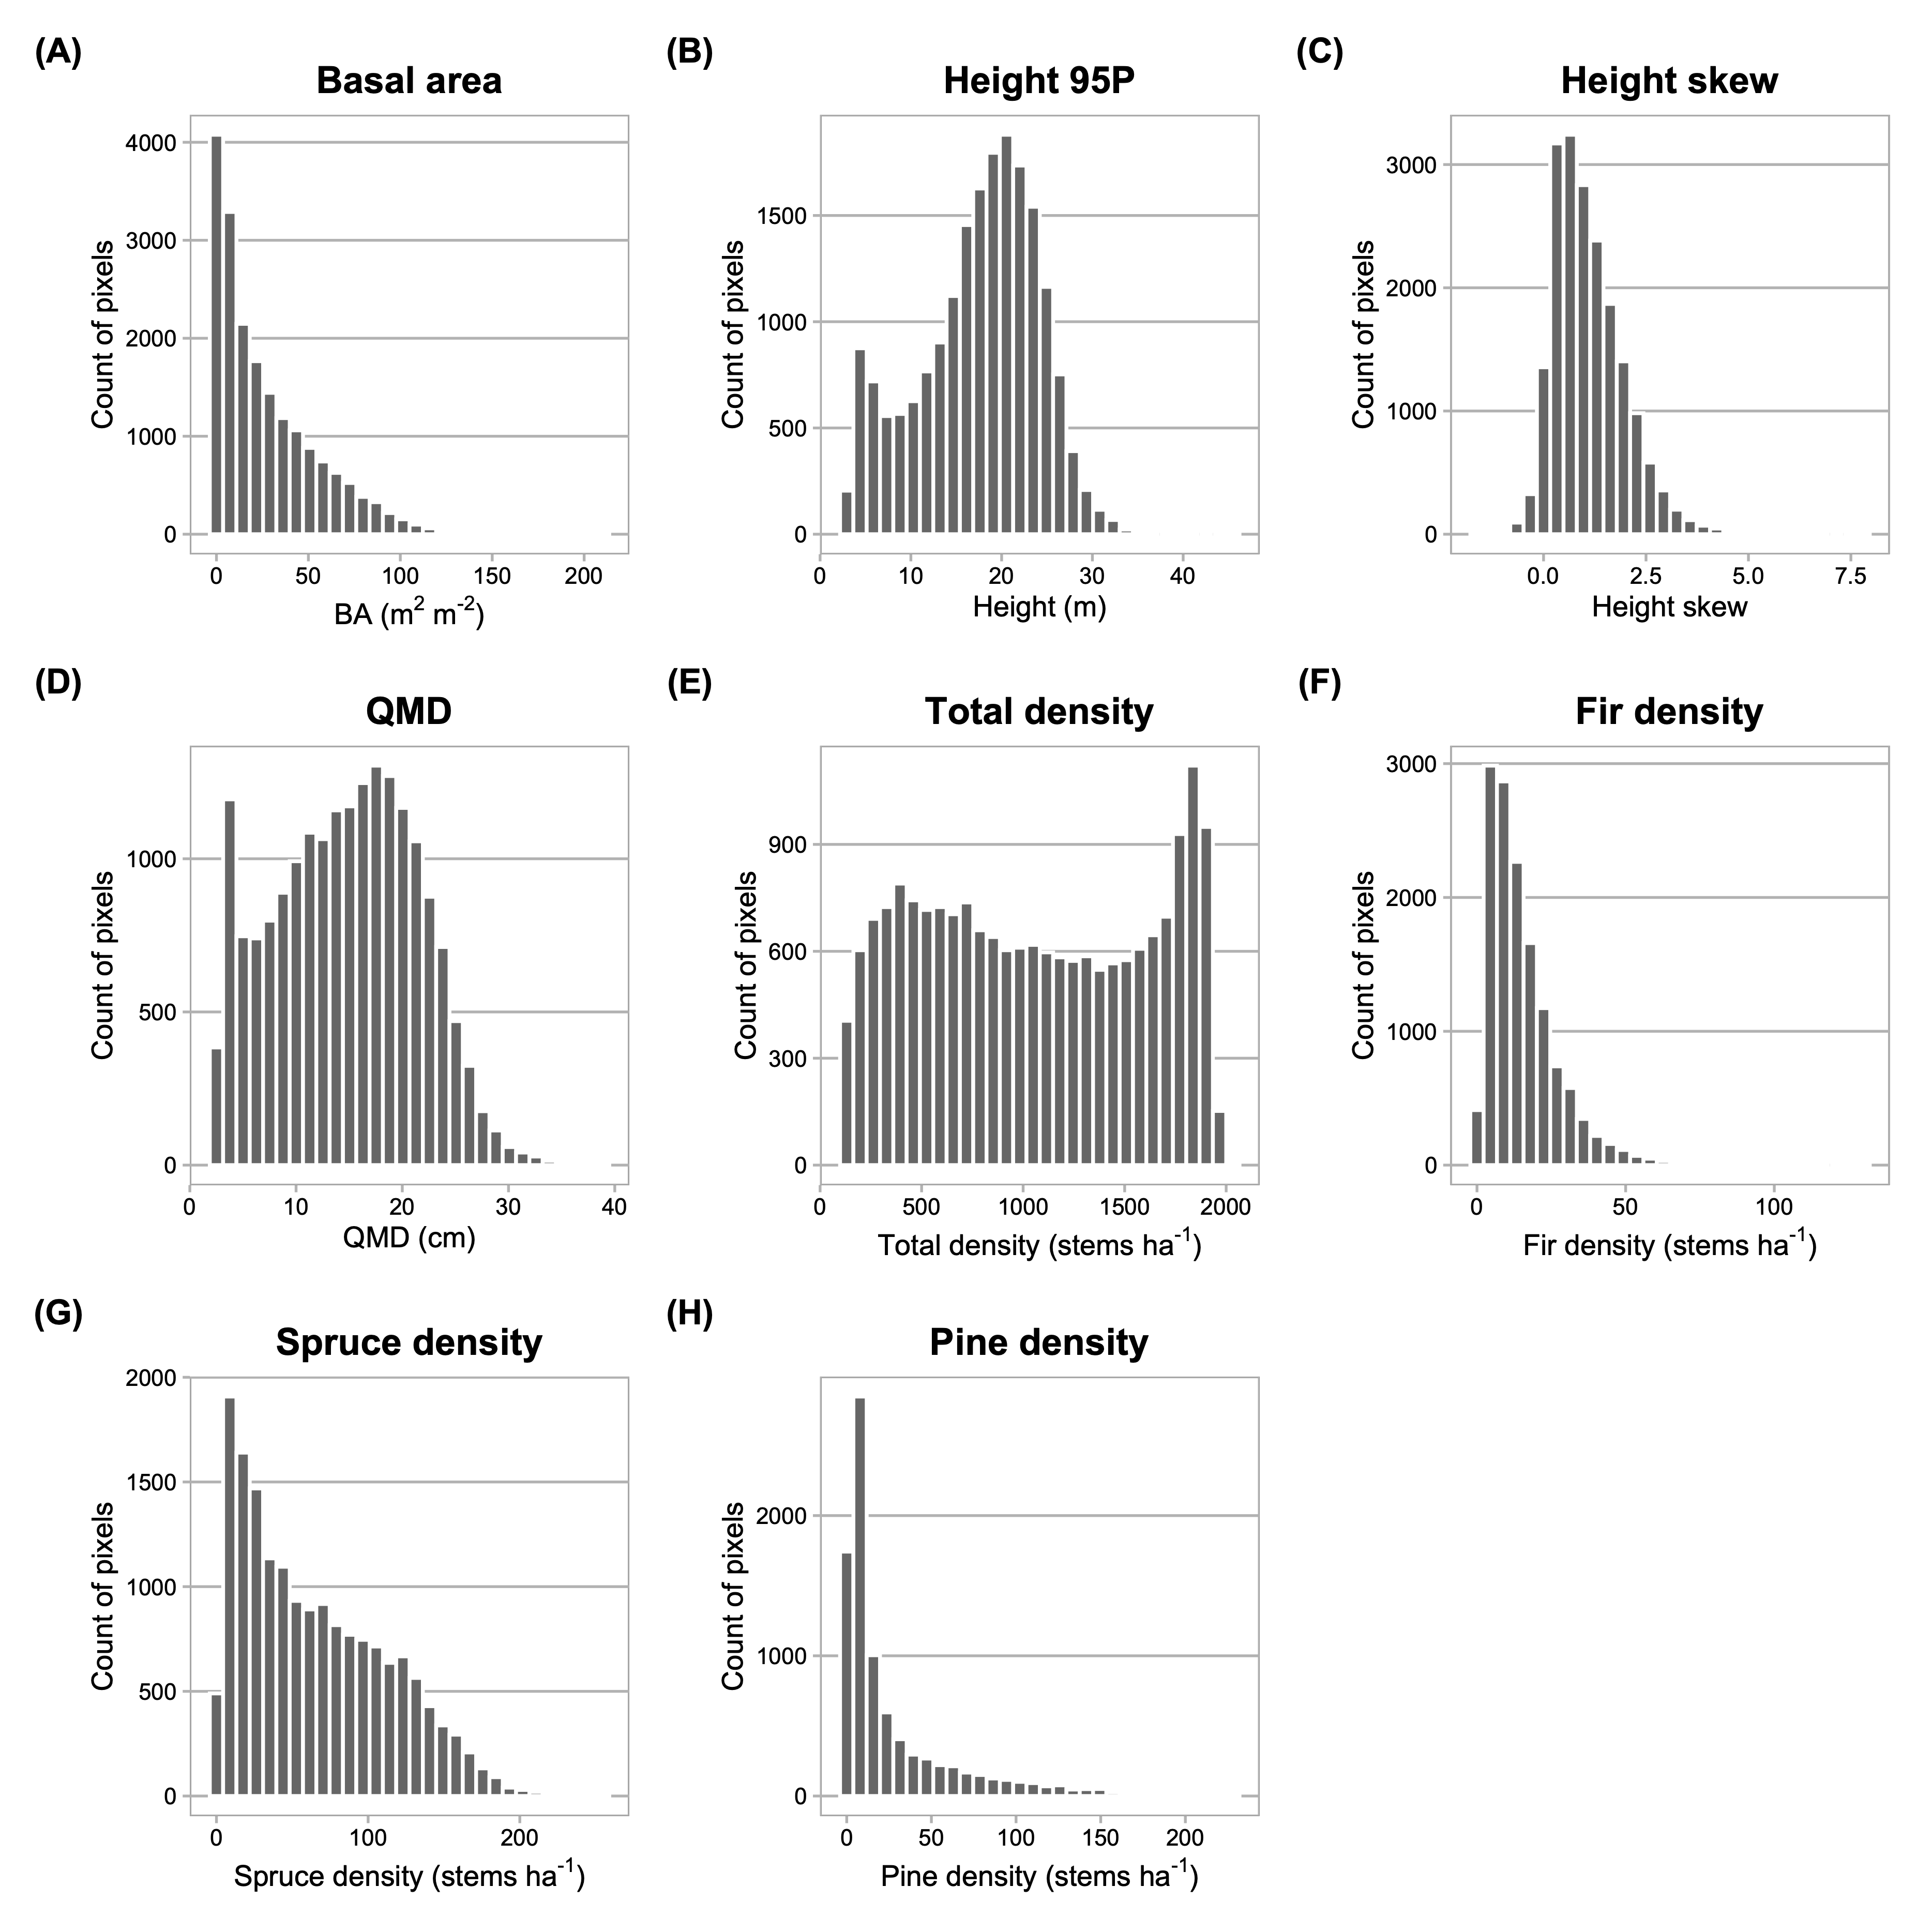 (A)
Basal area
4000
3000
2000
1000
0
Count of pixels
0 50 100 150 200
BA (m² m⁻²)
(B)
Height 95P
1500
1000
500
0
Count of pixels
0 10 20 30 40
Height (m)
(C)
Height skew
3000
2000
1000
0
Count of pixels
0.0 2.5 5.0 7.5
Height skew
(D)
QMD
1000
500
0
Count of pixels
0 10 20 30 40
QMD (cm)
(E)
Total density
900
600
300
0
Count of pixels
0 500 1000 1500 2000
Total density (stems ha⁻¹)
(F)
Fir density
3000
2000
1000
0
Count of pixels
0 50 100
Fir density (stems ha⁻¹)
(G)
Spruce density
2000
1500
1000
500
0
Count of pixels
0 100 200
Spruce density (stems ha⁻¹)
(H)
Pine density
2000
1000
0
Count of pixels
0 50 100 150 200
Pine density (stems ha⁻¹)